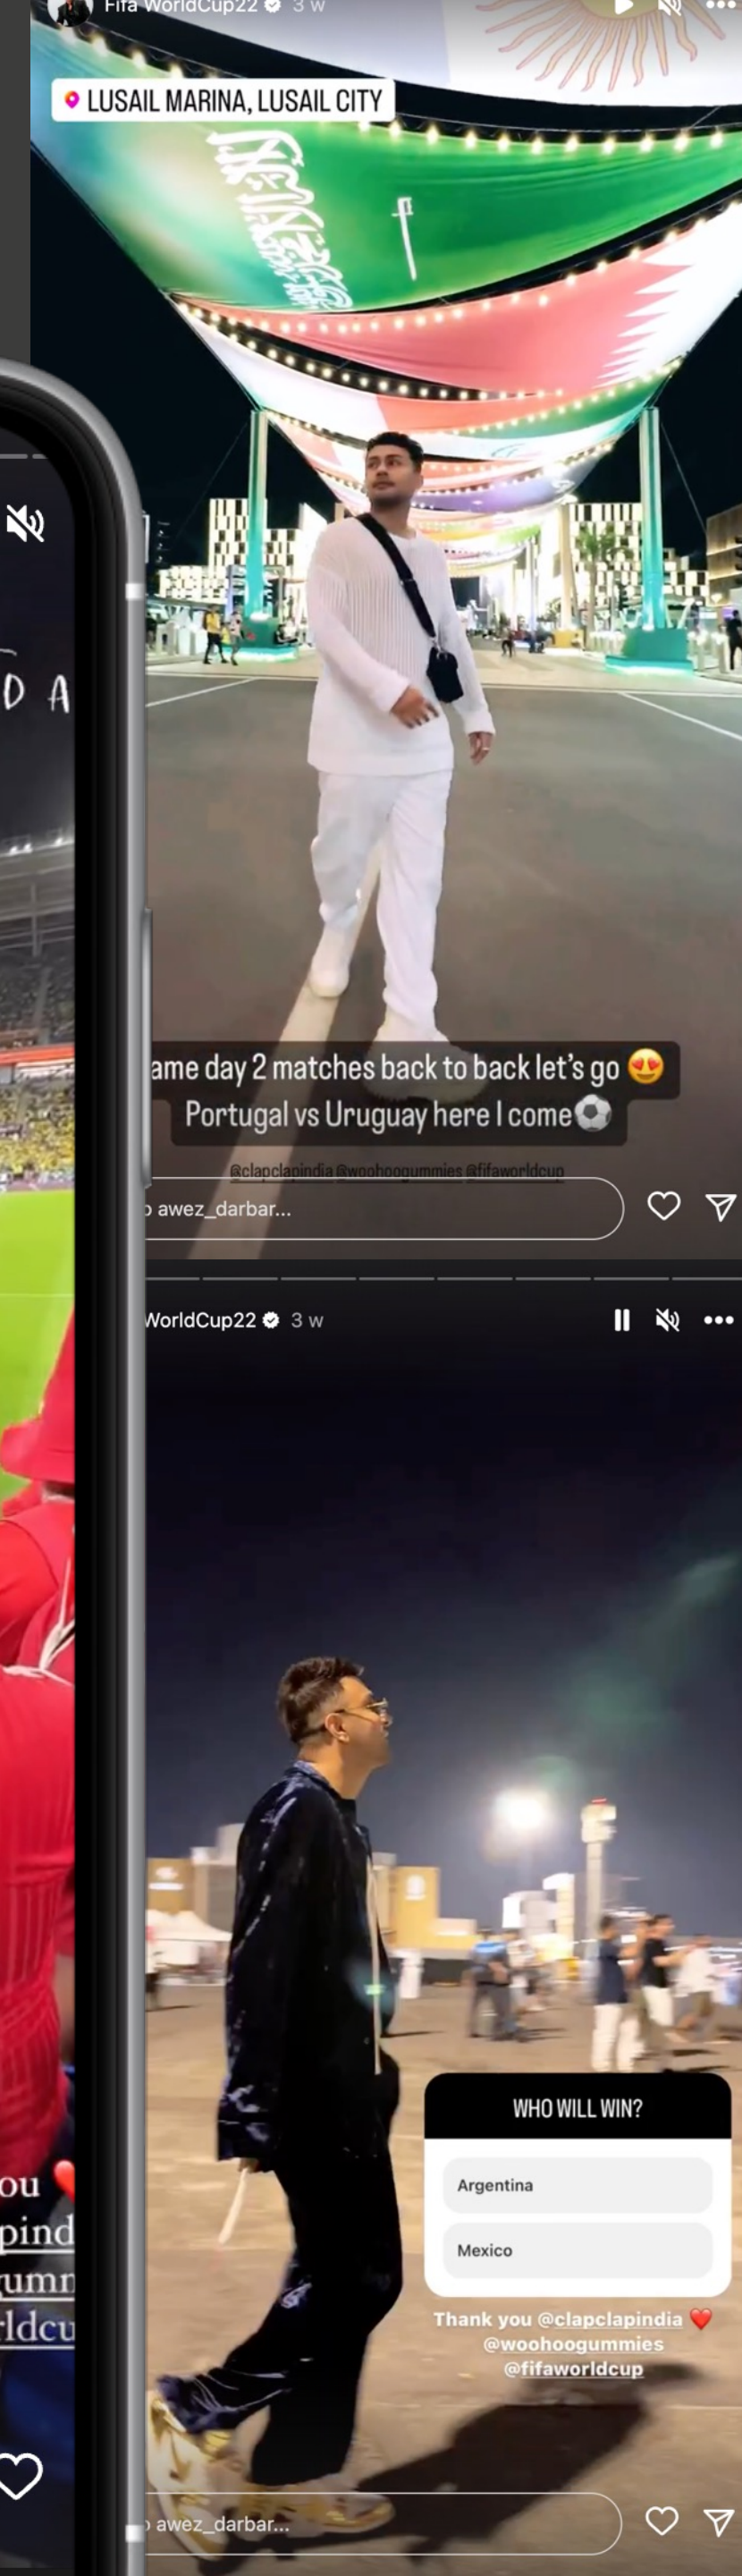 Fifa WorldCup22 3 w
LUSAIL MARINA, LUSAIL CITY
D A
ame day 2 matches back to back let's go 😍
Portugal vs Uruguay here I come⚽
@clapclapindia @woohoogummies @fifaworldcup
awez_darbar...
WorldCup22 3 w
WHO WILL WIN?
Argentina
Mexico
Thank you @clapclapindia ❤️
@woohoogummies
@fifaworldcup
ou ❤️
pind
gumm
rldcu
awez_darbar...